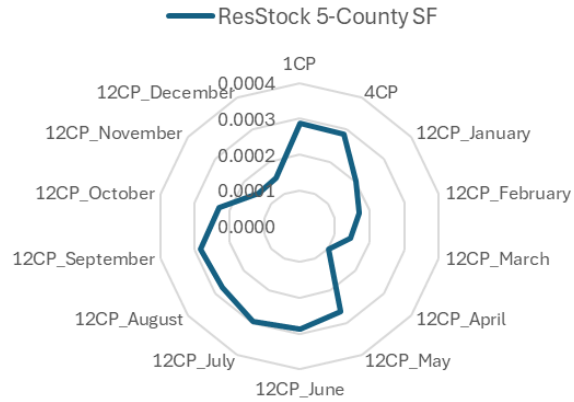 ResStock 5-County SF
1CP
4CP
12CP_January
12CP_February
12CP_March
12CP_April
12CP_May
12CP_June
12CP_July
12CP_August
12CP_September
12CP_October
12CP_November
12CP_December
0.0004
0.0003
0.0002
0.0001
0.0000